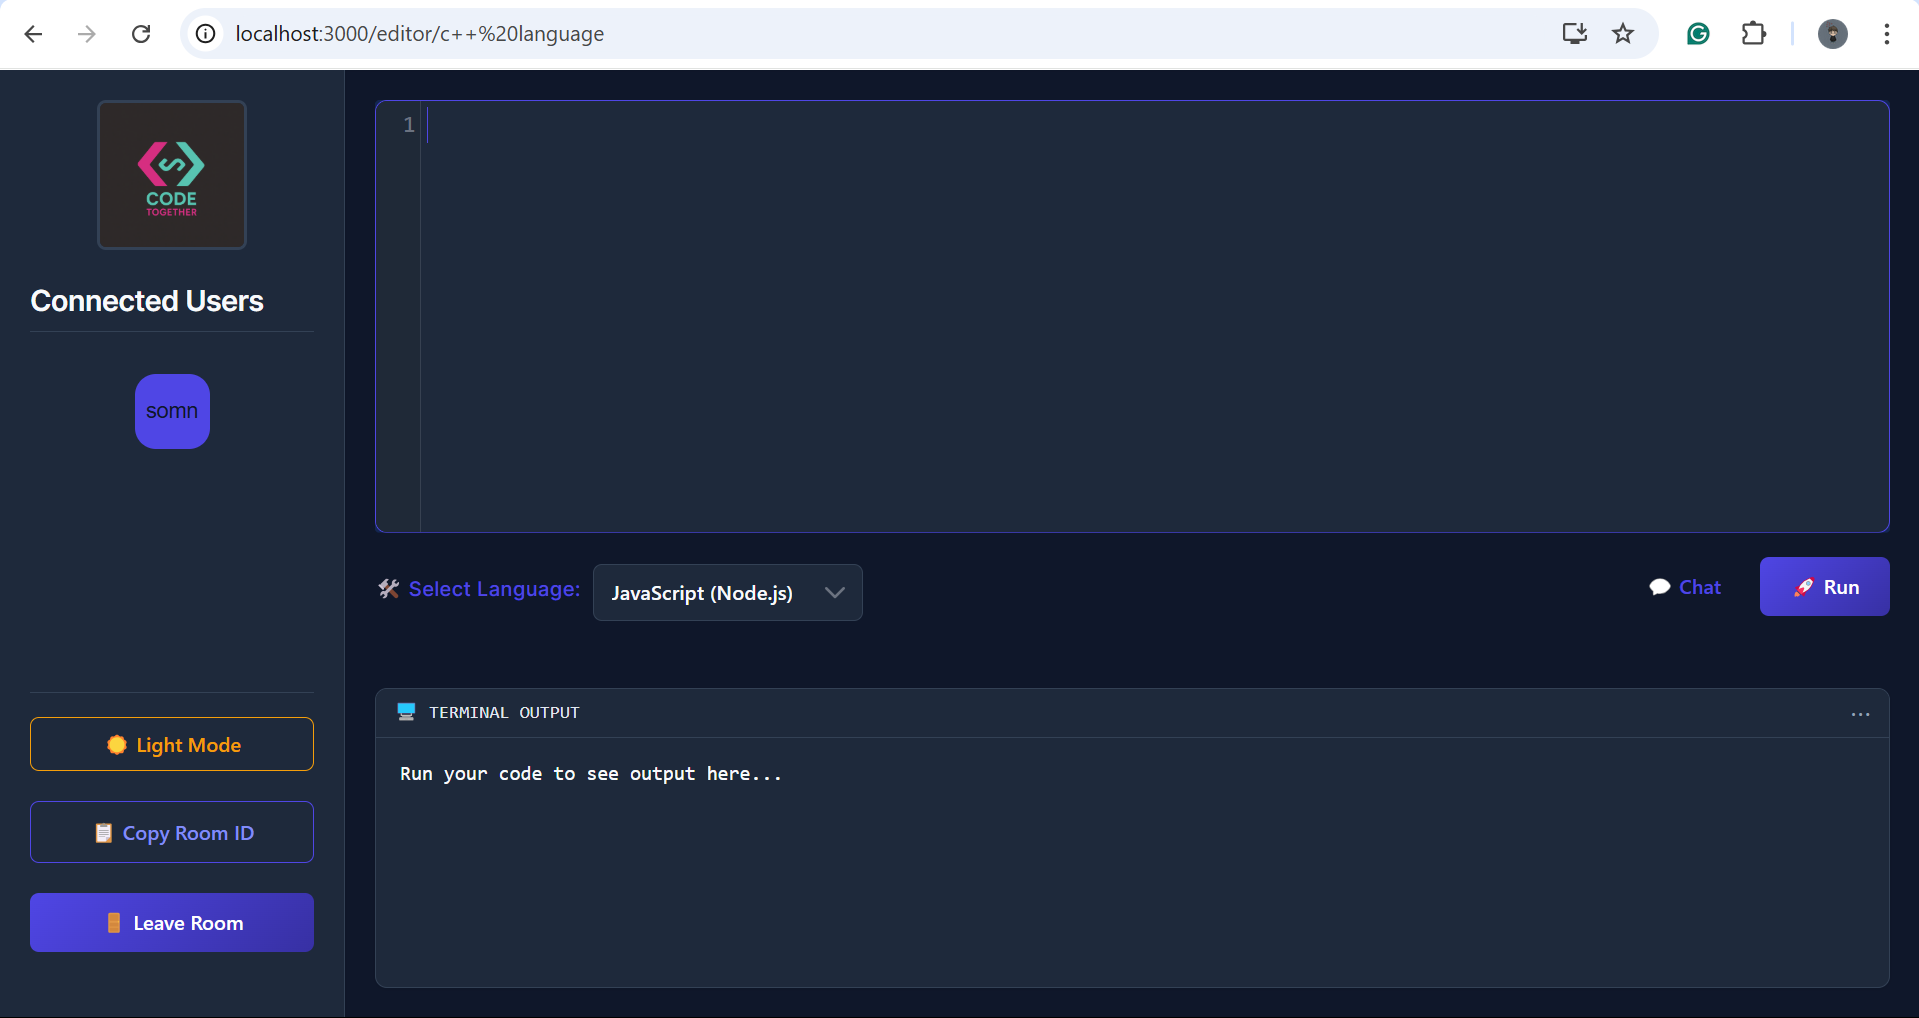 localhost:3000/editor/c++%20language
CODE
TOGETHER
Connected Users
somn
Light Mode
Copy Room ID
Leave Room
1
Select Language:
JavaScript (Node.js)
Chat
Run
TERMINAL OUTPUT
...
Run your code to see output here...